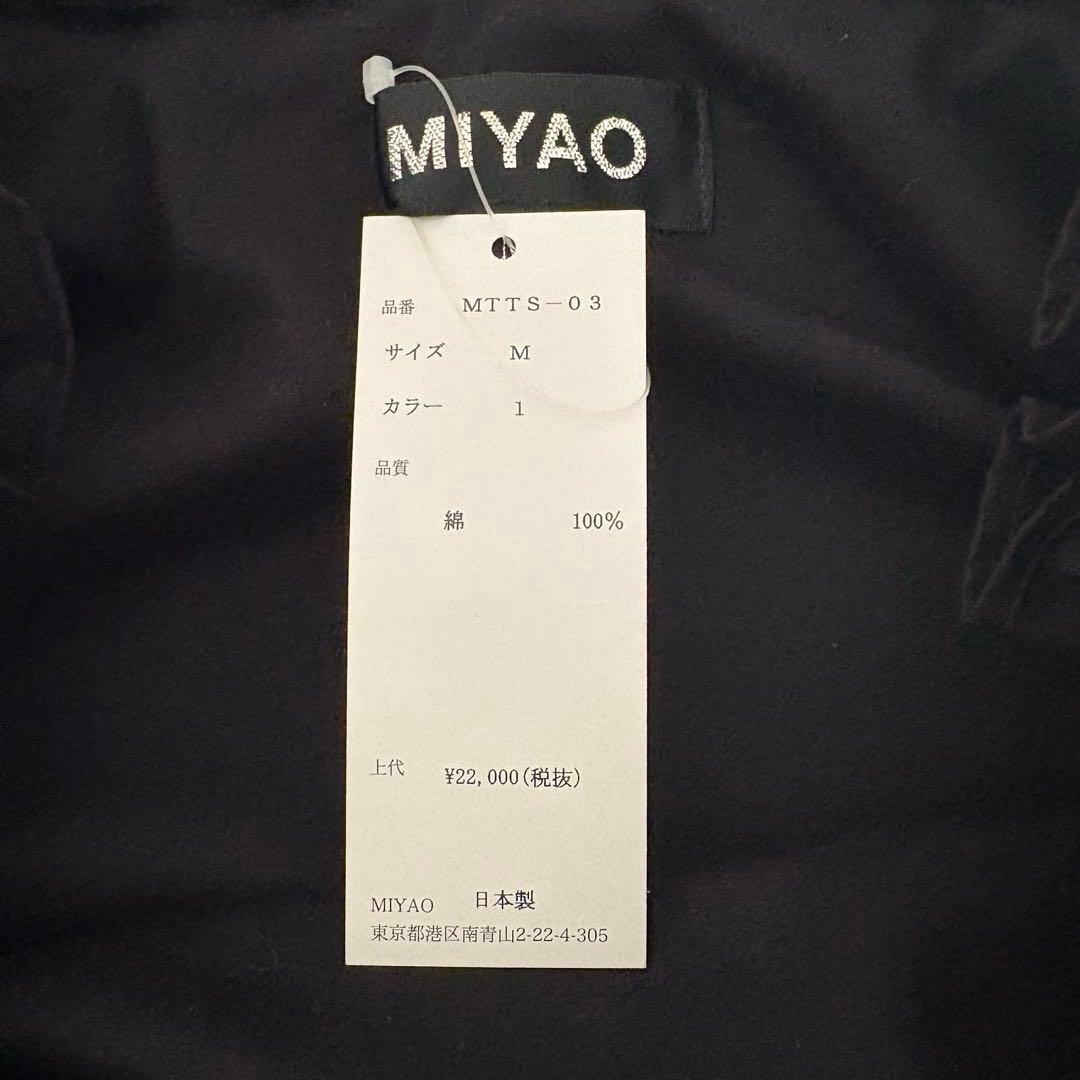 MIYAO
品番 ＭＴＴＳ－０３
サイズ Ｍ
カラー １
品質
綿 100%
上代 ¥22,000(税抜)
MIYAO 日本製
東京都港区南青山2-22-4-305